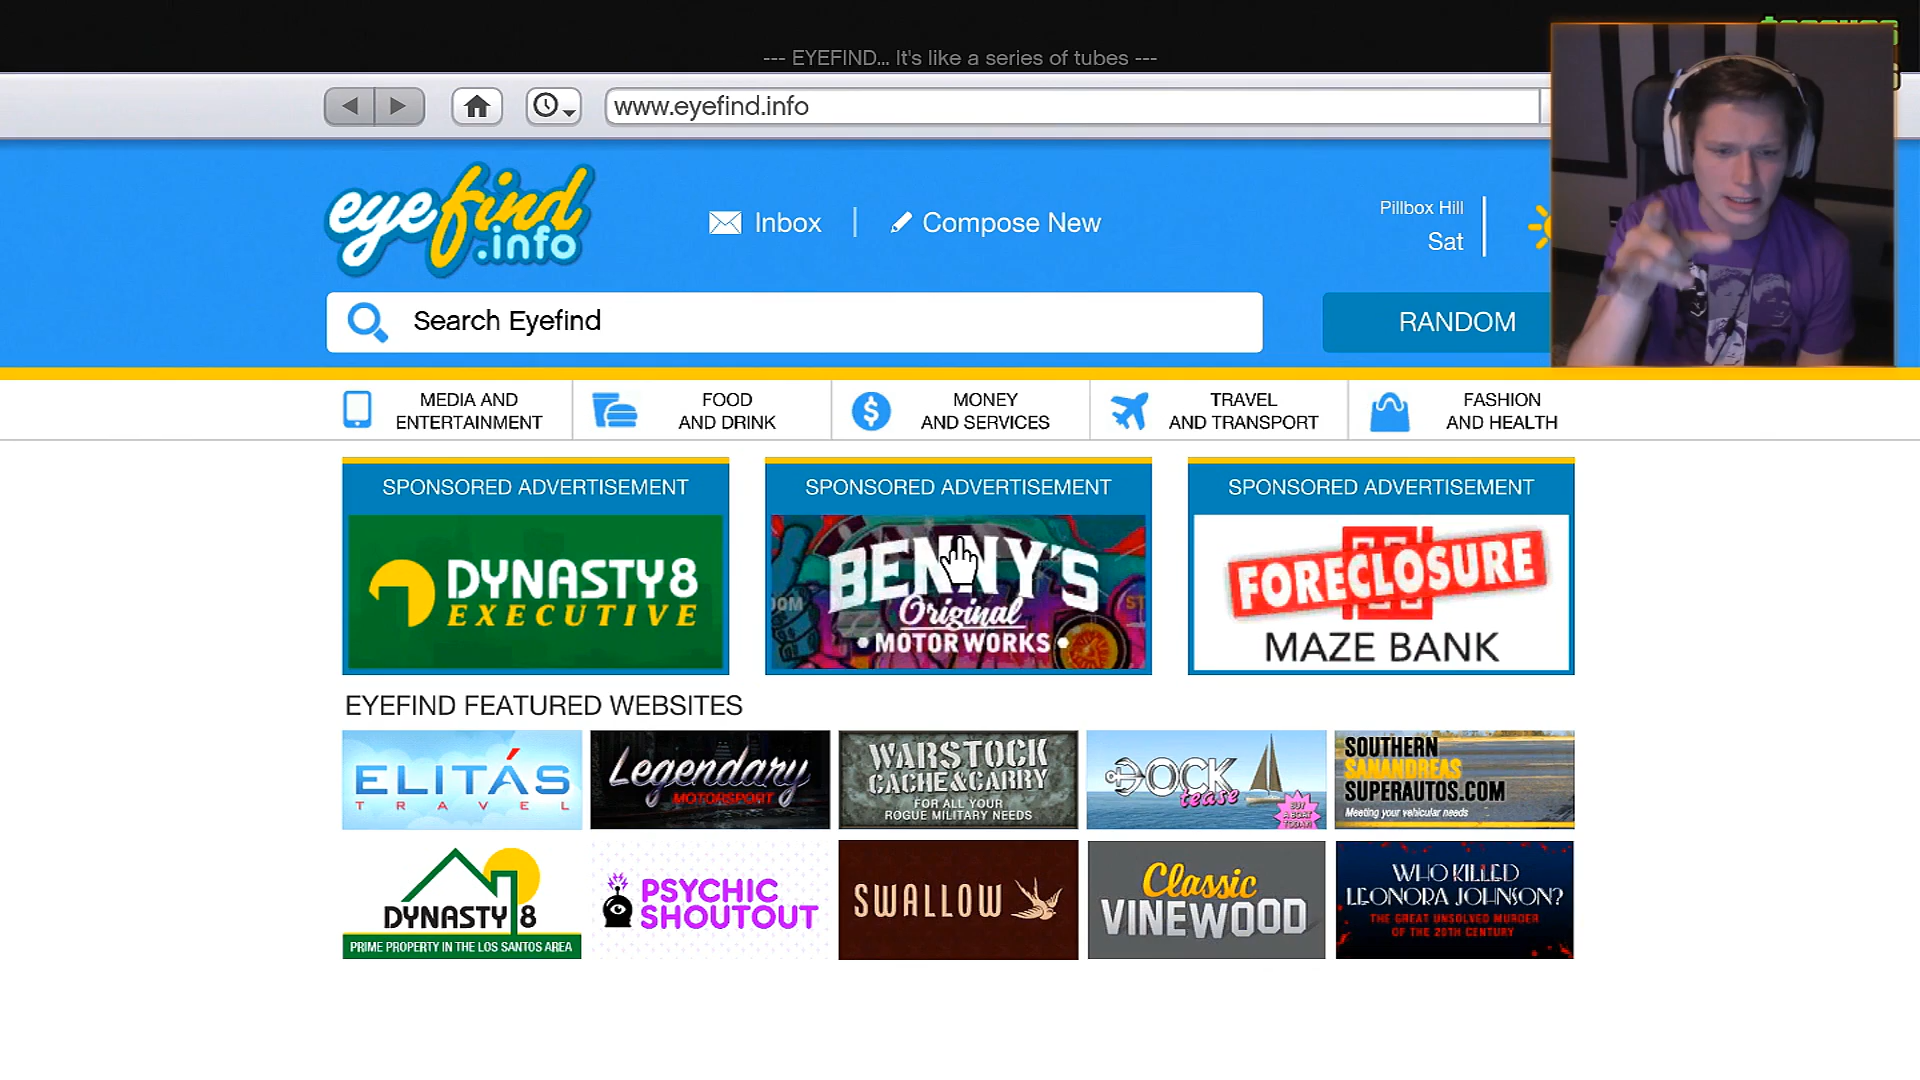 --- EYEFIND... It's like a series of tubes ---
www.eyefind.info
eyefind
.info
Inbox
Compose New
Pillbox Hill
Sat
Search Eyefind
RANDOM
MEDIA AND
ENTERTAINMENT
FOOD
AND DRINK
MONEY
AND SERVICES
TRAVEL
AND TRANSPORT
FASHION
AND HEALTH
SPONSORED ADVERTISEMENT
DYNASTY8
EXECUTIVE
SPONSORED ADVERTISEMENT
BENNY'S
Original
MOTOR WORKS
SPONSORED ADVERTISEMENT
FORECLOSURE
MAZE BANK
EYEFIND FEATURED WEBSITES
ELITÁS
TRAVEL
Legendary
MOTORSPORT
WARSTOCK
CACHE&CARRY
FOR ALL YOUR
ROGUE MILITARY NEEDS
DOCK
tease
BUY
A BOAT
TODAY!
SOUTHERN
SANANDREAS
SUPERAUTOS.COM
Meeting your vehicular needs
DYNASTY 8
PRIME PROPERTY IN THE LOS SANTOS AREA
PSYCHIC
SHOUTOUT
SWALLOW
Classic
VINEWOOD
WHO KILLED
LEONORA JOHNSON?
THE GREAT UNSOLVED MURDER
OF THE 20TH CENTURY